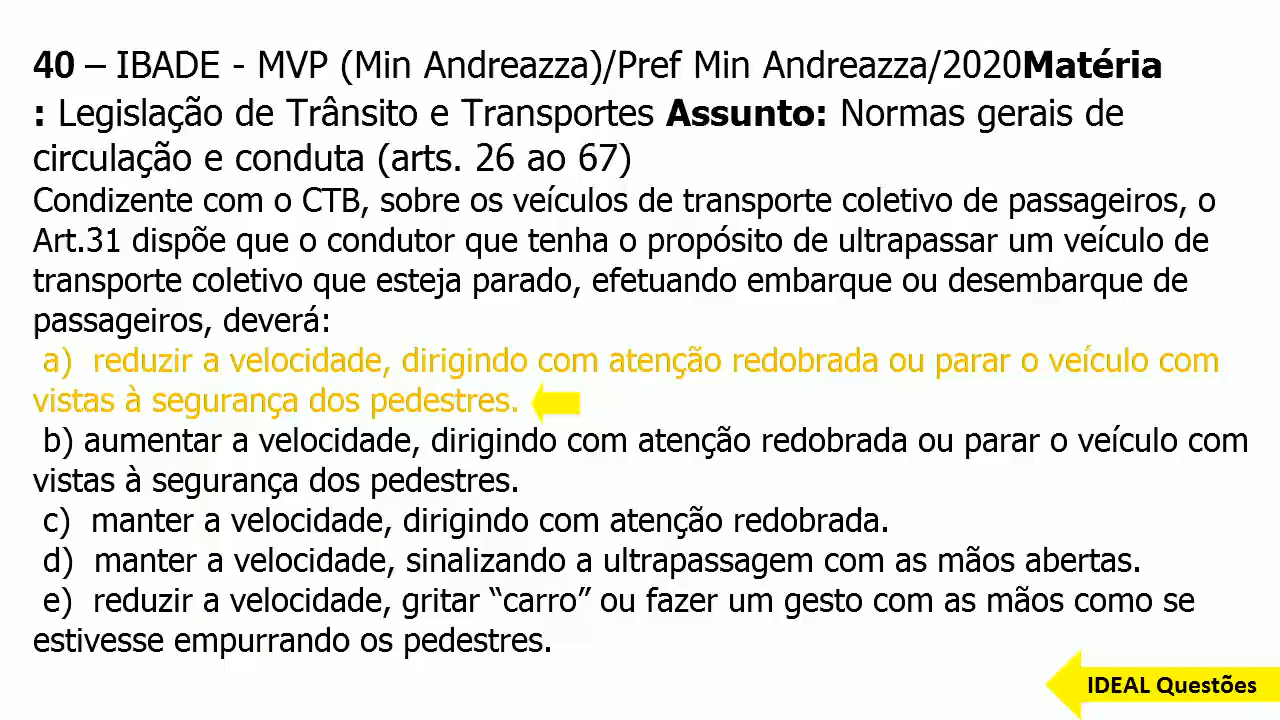 40 – IBADE - MVP (Min Andreazza)/Pref Min Andreazza/2020Matéria
: Legislação de Trânsito e Transportes Assunto: Normas gerais de
circulação e conduta (arts. 26 ao 67)
Condizente com o CTB, sobre os veículos de transporte coletivo de passageiros, o
Art.31 dispõe que o condutor que tenha o propósito de ultrapassar um veículo de
transporte coletivo que esteja parado, efetuando embarque ou desembarque de
passageiros, deverá:
a) reduzir a velocidade, dirigindo com atenção redobrada ou parar o veículo com
vistas à segurança dos pedestres.
b) aumentar a velocidade, dirigindo com atenção redobrada ou parar o veículo com
vistas à segurança dos pedestres.
c) manter a velocidade, dirigindo com atenção redobrada.
d) manter a velocidade, sinalizando a ultrapassagem com as mãos abertas.
e) reduzir a velocidade, gritar “carro” ou fazer um gesto com as mãos como se
estivesse empurrando os pedestres.
IDEAL Questões